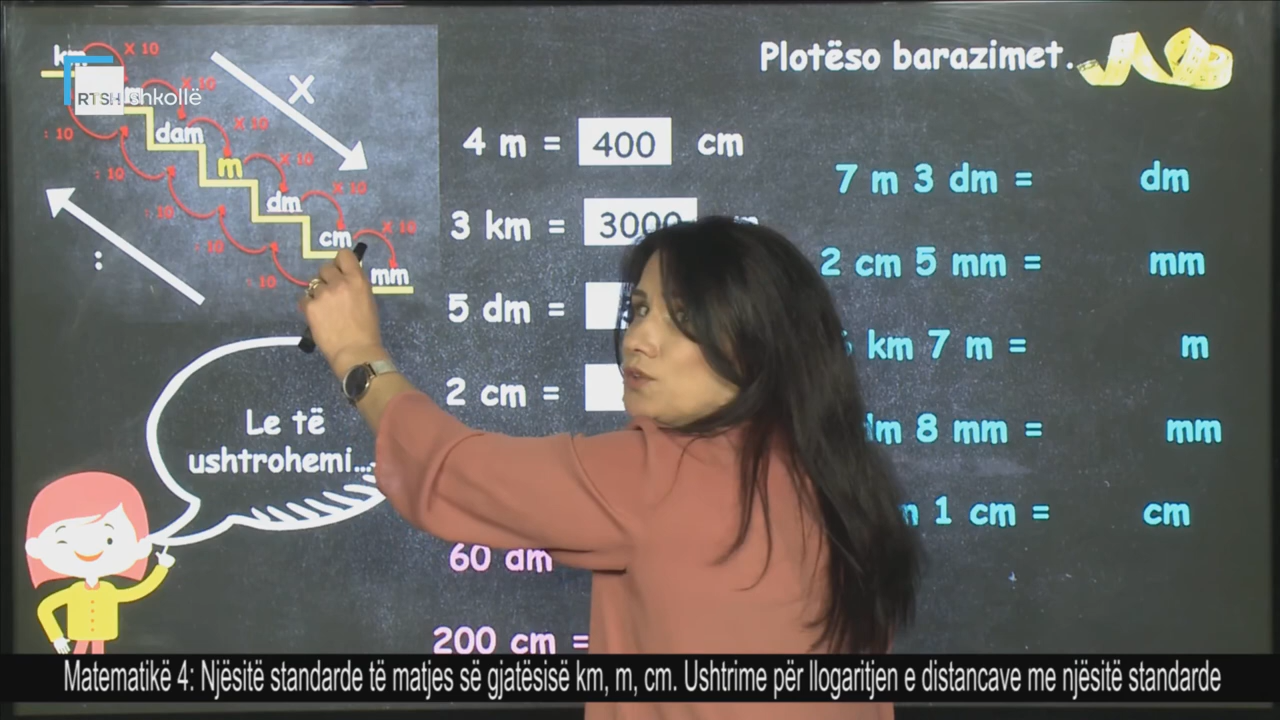 km
X 10
RTSH shkollë
X 10
: 10
dam
X 10
X
: 10
m
X 10
: 10
dm
X 10
: 10
cm
X 10
:
: 10
mm
Le të
ushtrohemi...
Plotëso barazimet.
4 m = 400 cm
3 km = 3000
5 dm =
2 cm =
60 dm
200 cm =
7 m 3 dm = dm
2 cm 5 mm = mm
km 7 m = m
8 mm = mm
1 cm = cm
Matematikë 4: Njësitë standarde të matjes së gjatësisë km, m, cm. Ushtrime për llogaritjen e distancave me njësitë standarde